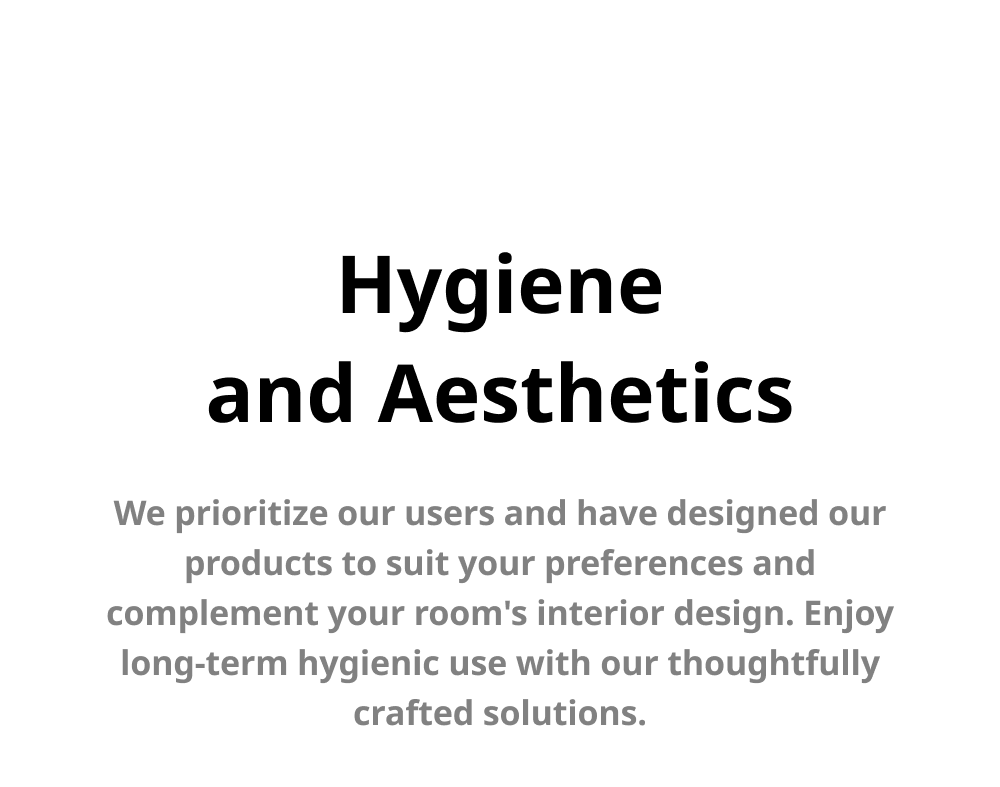 Hygiene
and Aesthetics
We prioritize our users and have designed our
products to suit your preferences and
complement your room's interior design. Enjoy
long-term hygienic use with our thoughtfully
crafted solutions.